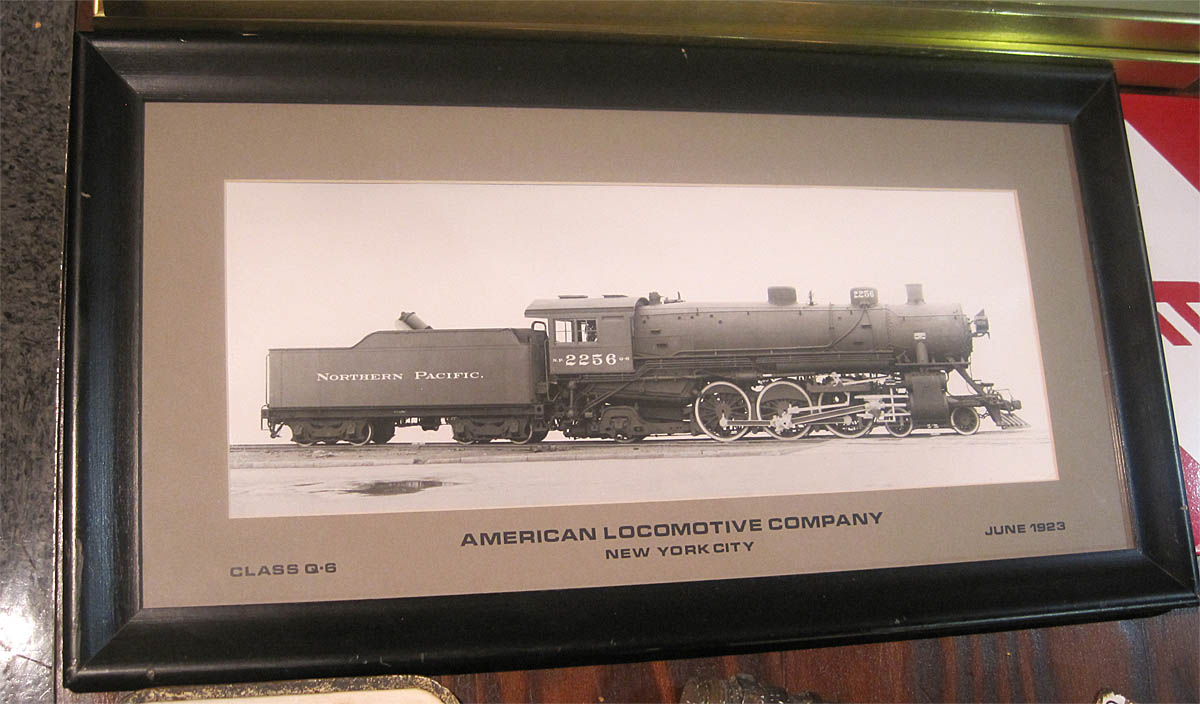 2256
NORTHERN PACIFIC.
N.P. 2256 Q-6
AMERICAN LOCOMOTIVE COMPANY
NEW YORK CITY
JUNE 1923
CLASS Q-6